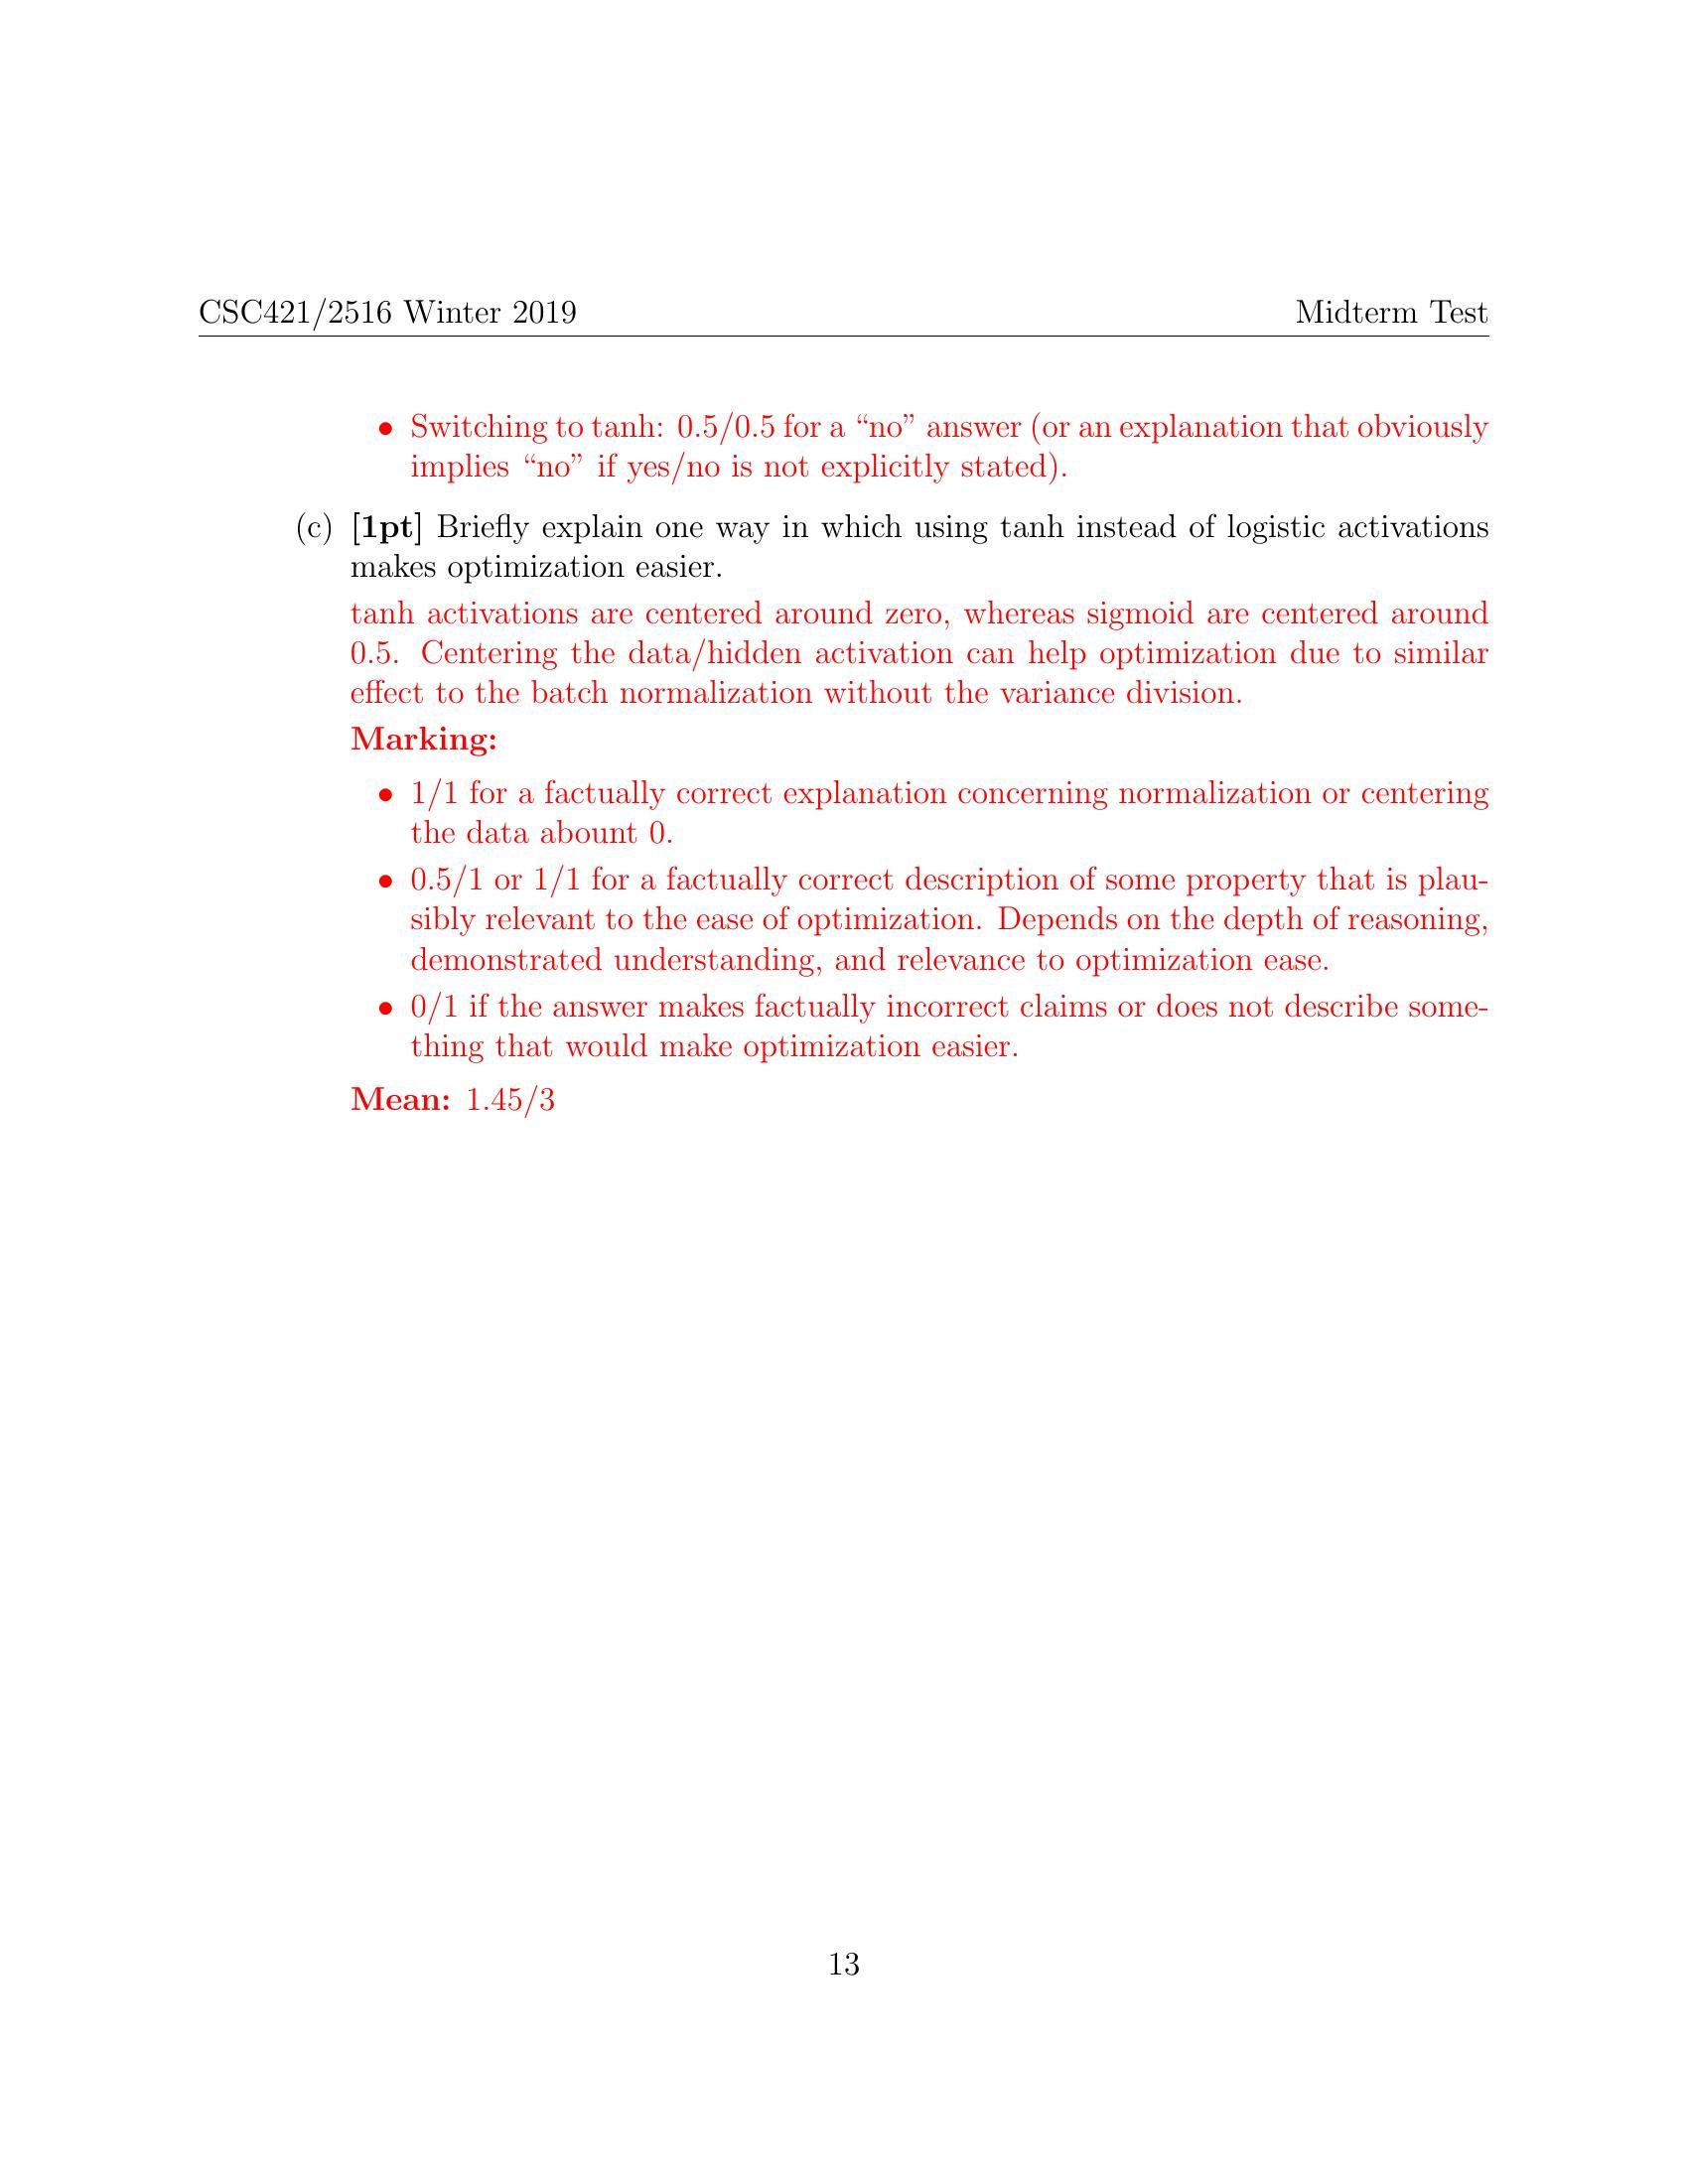 CSC421/2516 Winter 2019 Midterm Test
• Switching to tanh: 0.5/0.5 for a “no” answer (or an explanation that obviously
implies “no” if yes/no is not explicitly stated).
(c) [1pt] Briefly explain one way in which using tanh instead of logistic activations
makes optimization easier.
tanh activations are centered around zero, whereas sigmoid are centered around
0.5. Centering the data/hidden activation can help optimization due to similar
effect to the batch normalization without the variance division.
Marking:
• 1/1 for a factually correct explanation concerning normalization or centering
the data abount 0.
• 0.5/1 or 1/1 for a factually correct description of some property that is plau-
sibly relevant to the ease of optimization. Depends on the depth of reasoning,
demonstrated understanding, and relevance to optimization ease.
• 0/1 if the answer makes factually incorrect claims or does not describe some-
thing that would make optimization easier.
Mean: 1.45/3
13